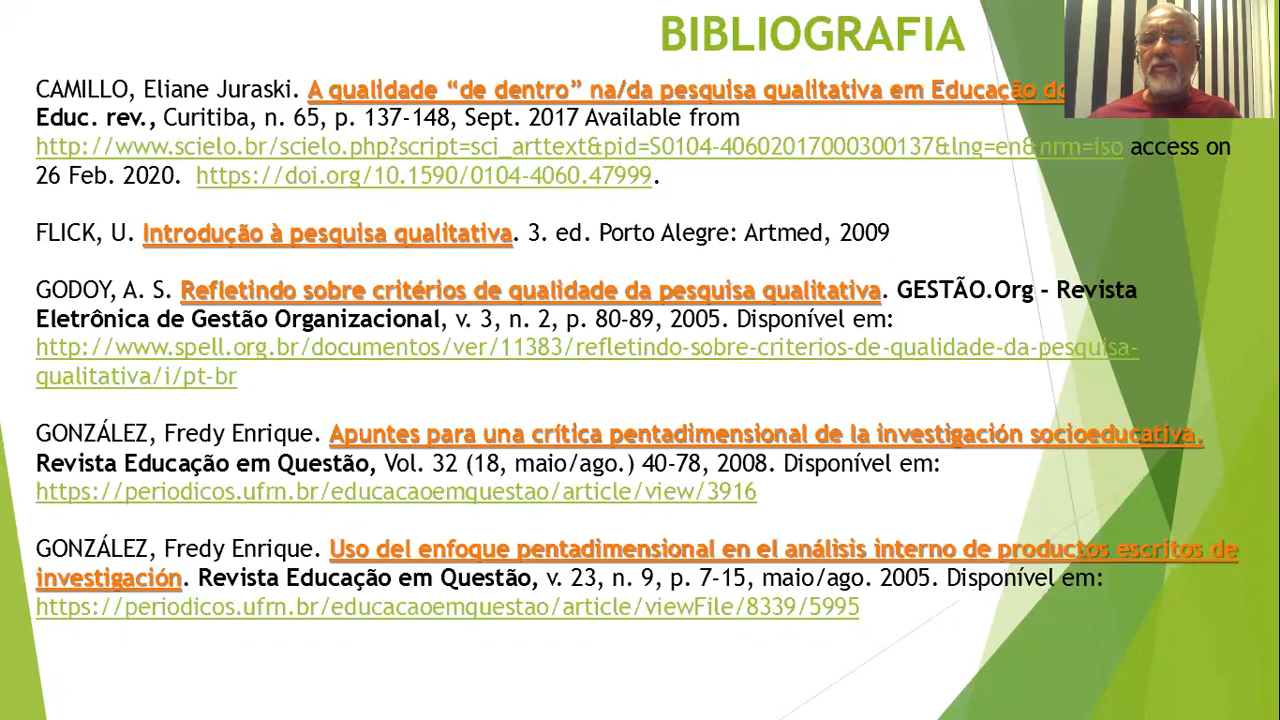 BIBLIOGRAFIA
CAMILLO, Eliane Juraski. A qualidade “de dentro” na/da pesquisa qualitativa em Educação
Educ. rev., Curitiba, n. 65, p. 137-148, Sept. 2017 Available from
http://www.scielo.br/scielo.php?script=sci_arttext&pid=S0104-40602017000300137&lng=en&nrm=iso access on
26 Feb. 2020. https://doi.org/10.1590/0104-4060.47999.
FLICK, U. Introdução à pesquisa qualitativa. 3. ed. Porto Alegre: Artmed, 2009
GODOY, A. S. Refletindo sobre critérios de qualidade da pesquisa qualitativa. GESTÃO.Org - Revista
Eletrônica de Gestão Organizacional, v. 3, n. 2, p. 80-89, 2005. Disponível em:
http://www.spell.org.br/documentos/ver/11383/refletindo-sobre-criterios-de-qualidade-da-pesquisa-
qualitativa/i/pt-br
GONZÁLEZ, Fredy Enrique. Apuntes para una crítica pentadimensional de la investigación socioeducativa.
Revista Educação em Questão, Vol. 32 (18, maio/ago.) 40-78, 2008. Disponível em:
https://periodicos.ufrn.br/educacaoemquestao/article/view/3916
GONZÁLEZ, Fredy Enrique. Uso del enfoque pentadimensional en el análisis interno de productos escritos de
investigación. Revista Educação em Questão, v. 23, n. 9, p. 7-15, maio/ago. 2005. Disponível em:
https://periodicos.ufrn.br/educacaoemquestao/article/viewFile/8339/5995